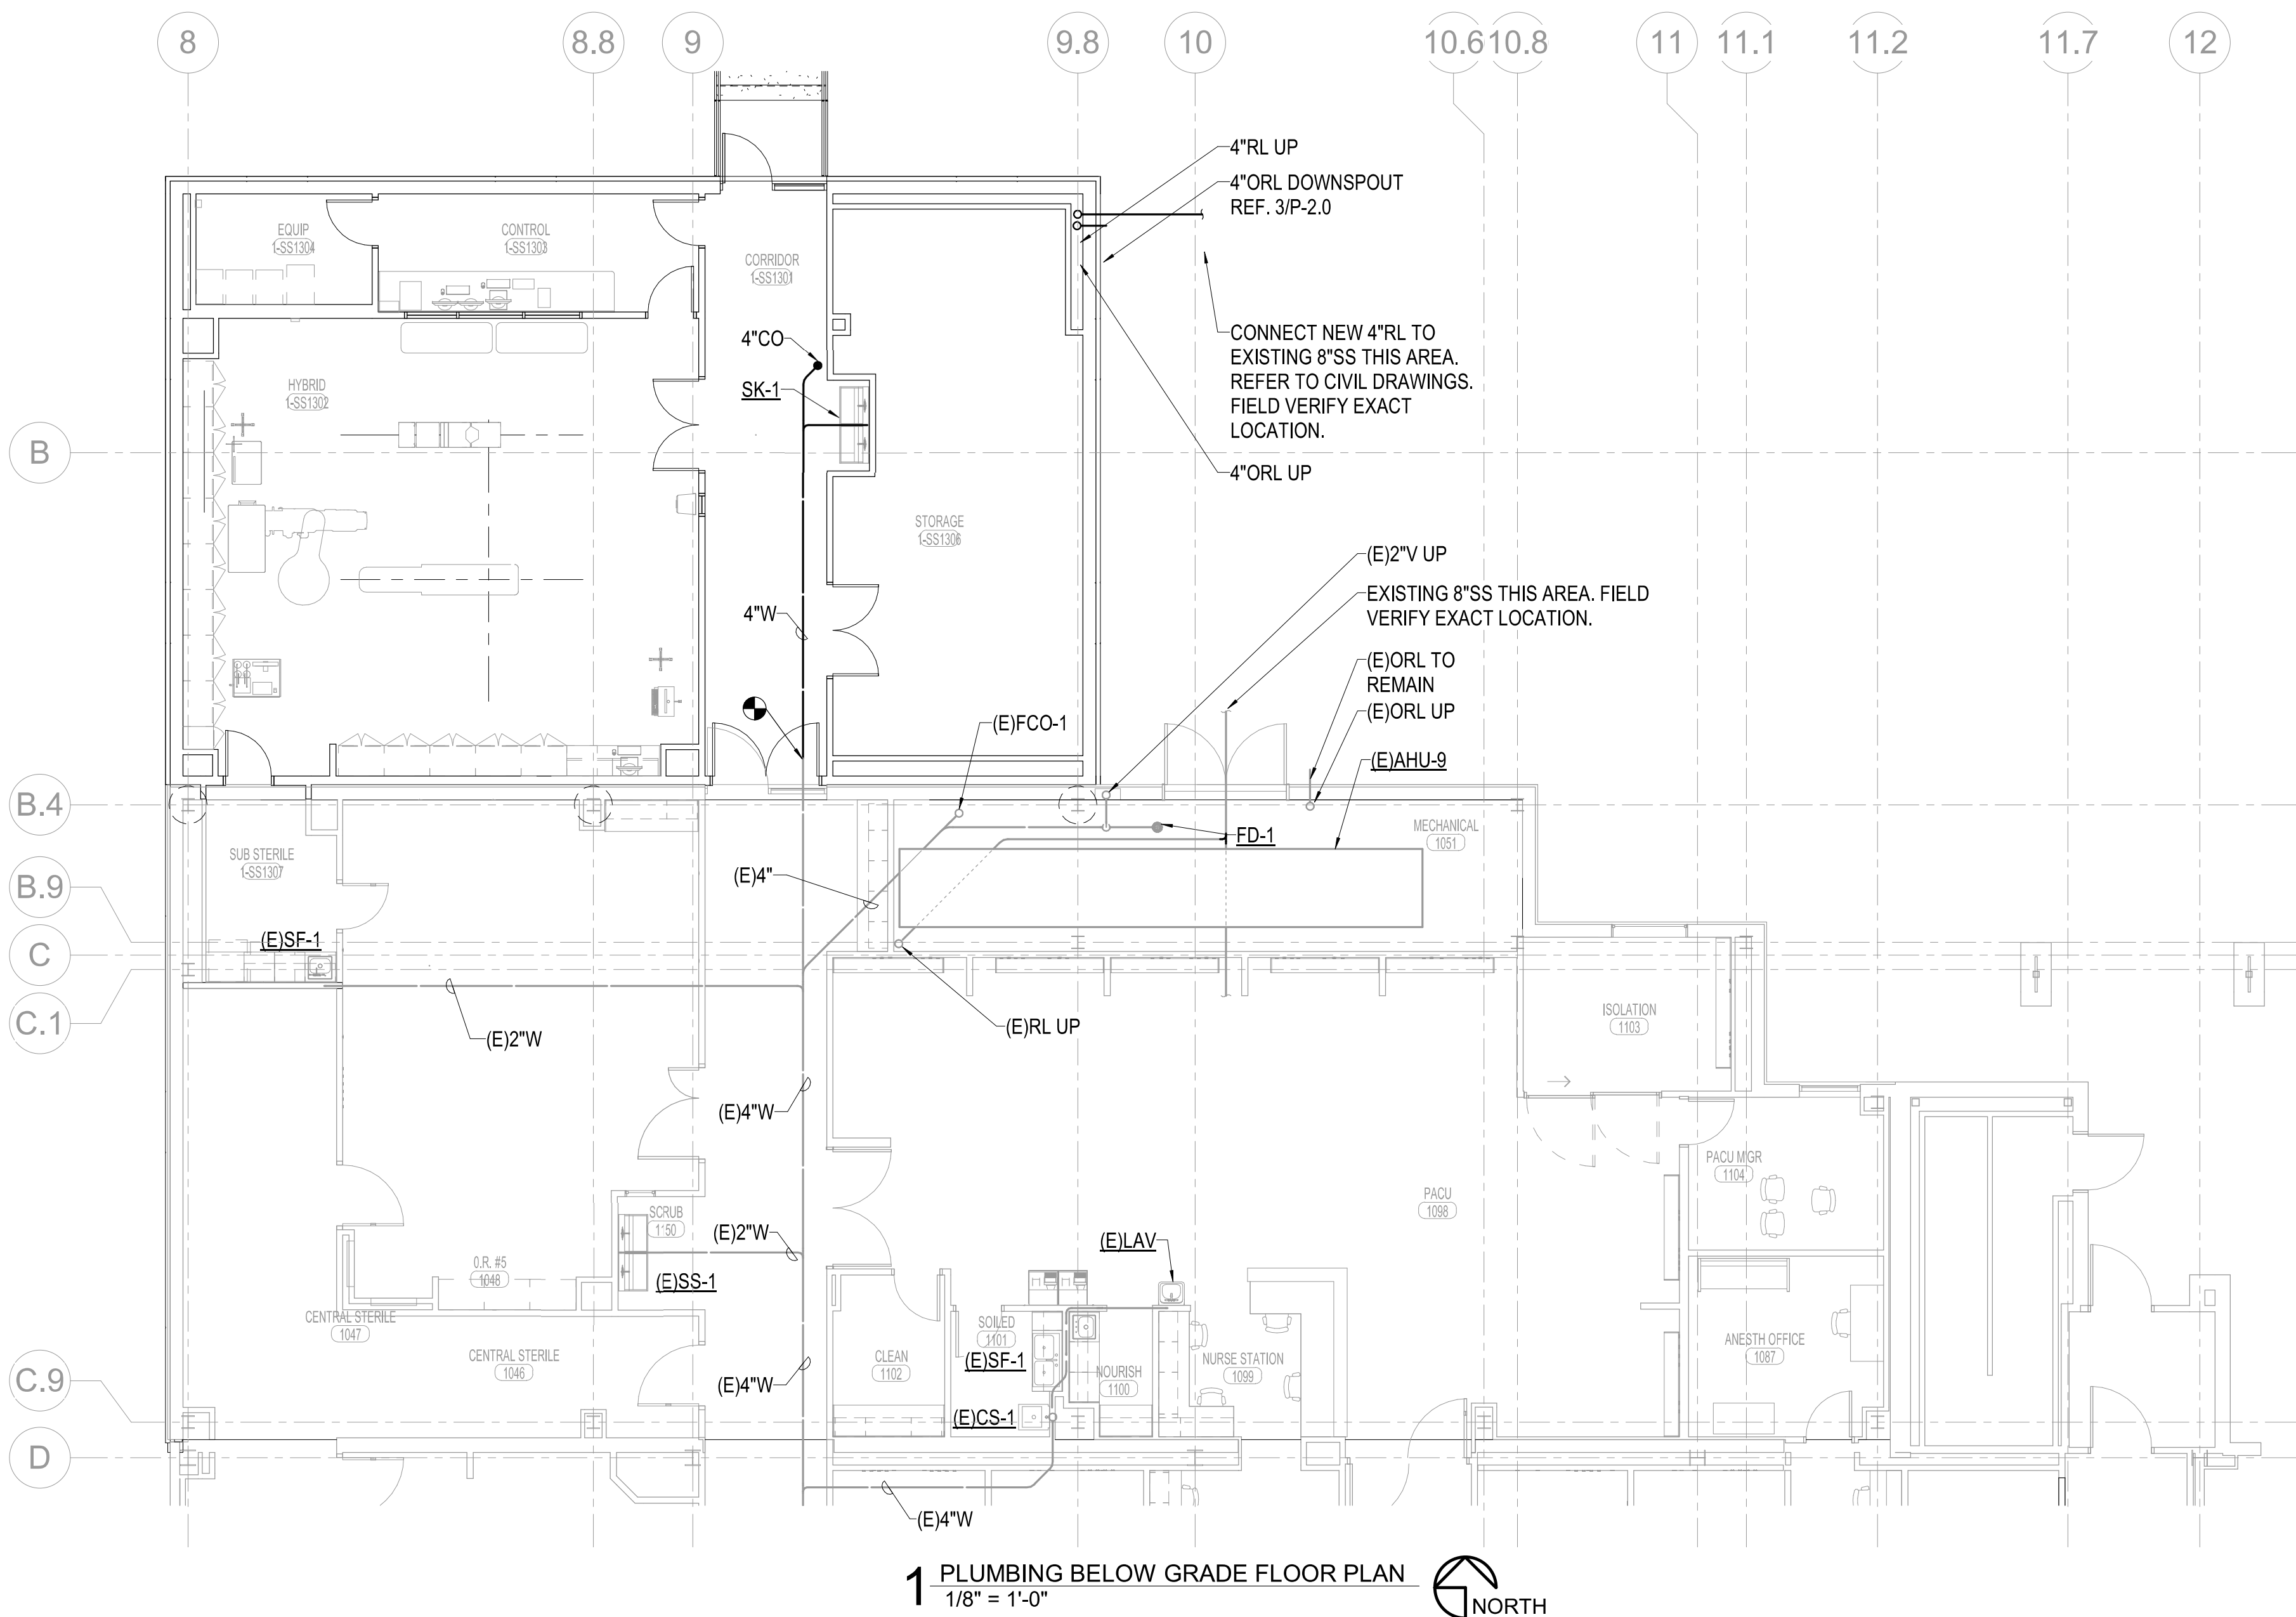 8
8.8
9
9.8
10
10.6
10.8
11
11.1
11.2
11.7
12
4"RL UP
4"ORL DOWNSPOUT
REF. 3/P-2.0
EQUIP
1-SS1304
CONTROL
1-SS1303
CORRIDOR
1-SS1301
4"CO
SK-1
CONNECT NEW 4"RL TO
EXISTING 8"SS THIS AREA.
REFER TO CIVIL DRAWINGS.
FIELD VERIFY EXACT
LOCATION.
HYBRID
1-SS1302
B
4"ORL UP
STORAGE
1-SS1306
(E)2"V UP
EXISTING 8"SS THIS AREA. FIELD
VERIFY EXACT LOCATION.
4"W
(E)ORL TO
REMAIN
(E)ORL UP
(E)FCO-1
(E)AHU-9
B.4
MECHANICAL
1051
FD-1
SUB STERILE
1-SS1307
B.9
(E)4"
(E)SF-1
C
C.1
(E)2"W
(E)RL UP
ISOLATION
1103
(E)4"W
PACU MGR
1104
PACU
1098
SCRUB
1150
(E)2"W
(E)LAV
O.R. #5
1048
(E)SS-1
CENTRAL STERILE
1047
SOILED
1101
ANESTH OFFICE
1087
CENTRAL STERILE
1046
CLEAN
1102
(E)SF-1
NOURISH
1100
NURSE STATION
1099
C.9
(E)4"W
(E)CS-1
D
(E)4"W
1 PLUMBING BELOW GRADE FLOOR PLAN
1/8" = 1'-0"
NORTH